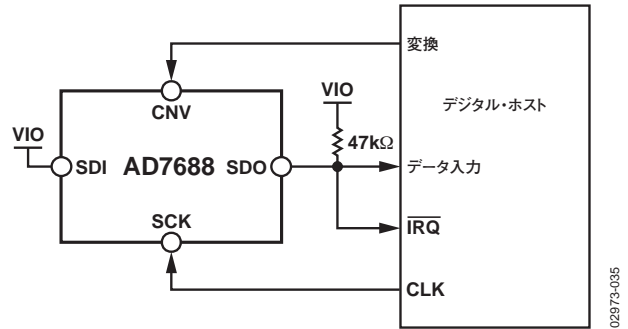 変換
VIO
CNV
デジタル・ホスト
VIO
47kΩ
SDI
AD7688
SDO
データ入力
SCK
IRQ
CLK
02973-035